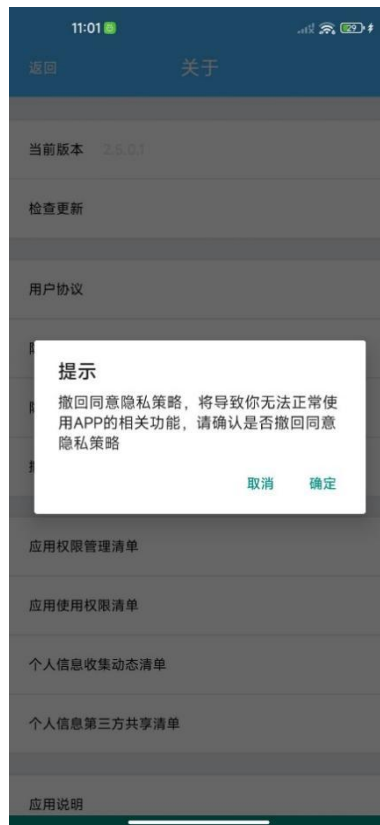 11:01
29
返回
关于
当前版本 2.5.0.1
检查更新
用户协议
提示
撤回同意隐私策略，将导致你无法正常使
用APP的相关功能，请确认是否撤回同意
隐私策略
取消
确定
应用权限管理清单
应用使用权限清单
个人信息收集动态清单
个人信息第三方共享清单
应用说明